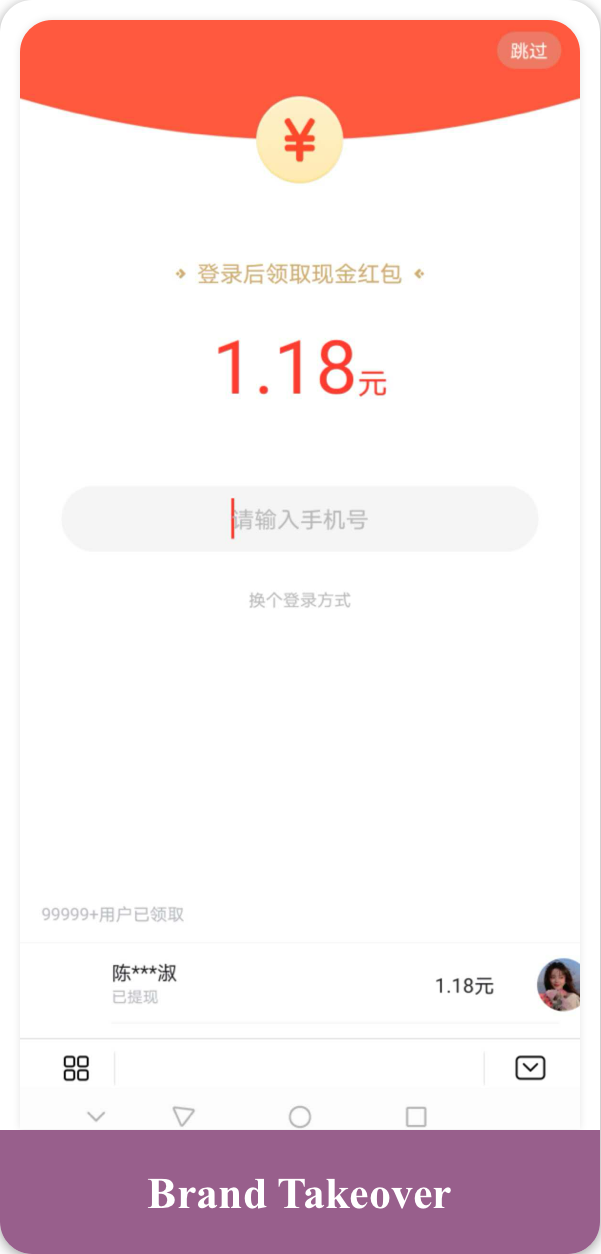 跳过
¥
登录后领取现金红包
1.18元
请输入手机号
换个登录方式
99999+用户已领取
陈***淑
1.18元
已提现
Brand Takeover